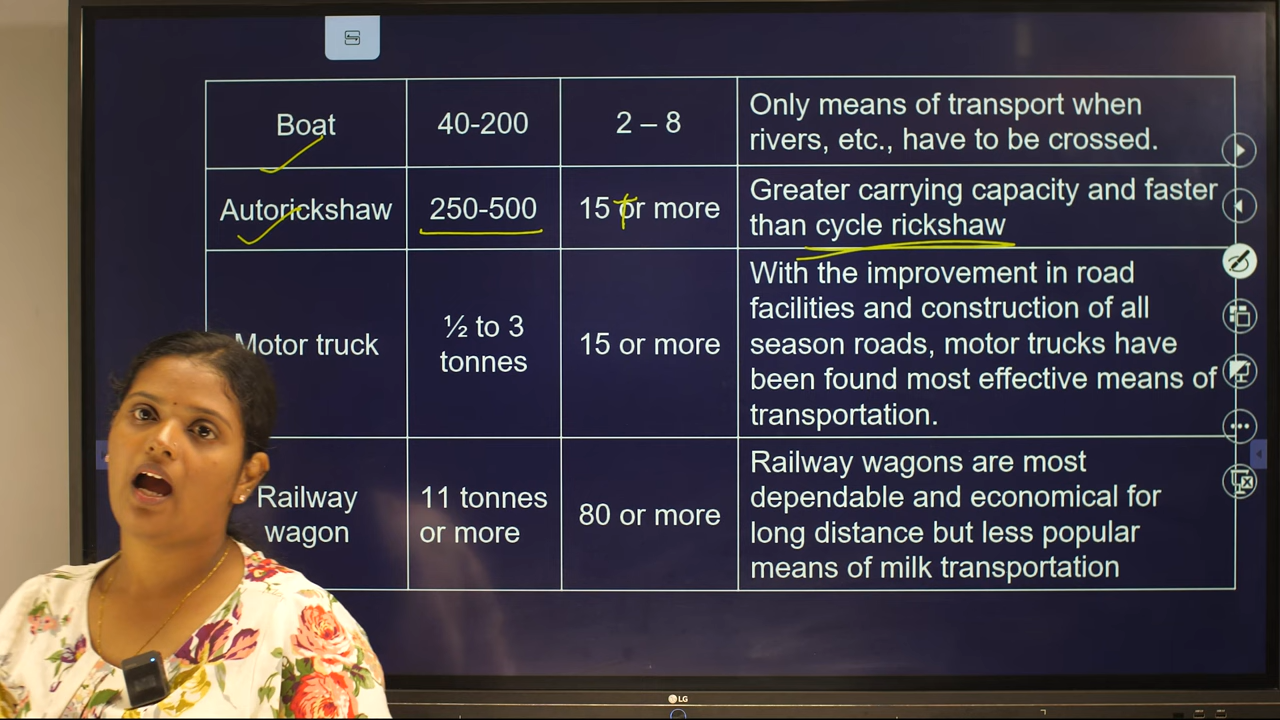 Boat
40-200
2 – 8
Only means of transport when
rivers, etc., have to be crossed.
Autorickshaw
250-500
15 or more
Greater carrying capacity and faster
than cycle rickshaw
Motor truck
½ to 3
tonnes
15 or more
With the improvement in road
facilities and construction of all
season roads, motor trucks have
been found most effective means of
transportation.
Railway
wagon
11 tonnes
or more
80 or more
Railway wagons are most
dependable and economical for
long distance but less popular
means of milk transportation
LG